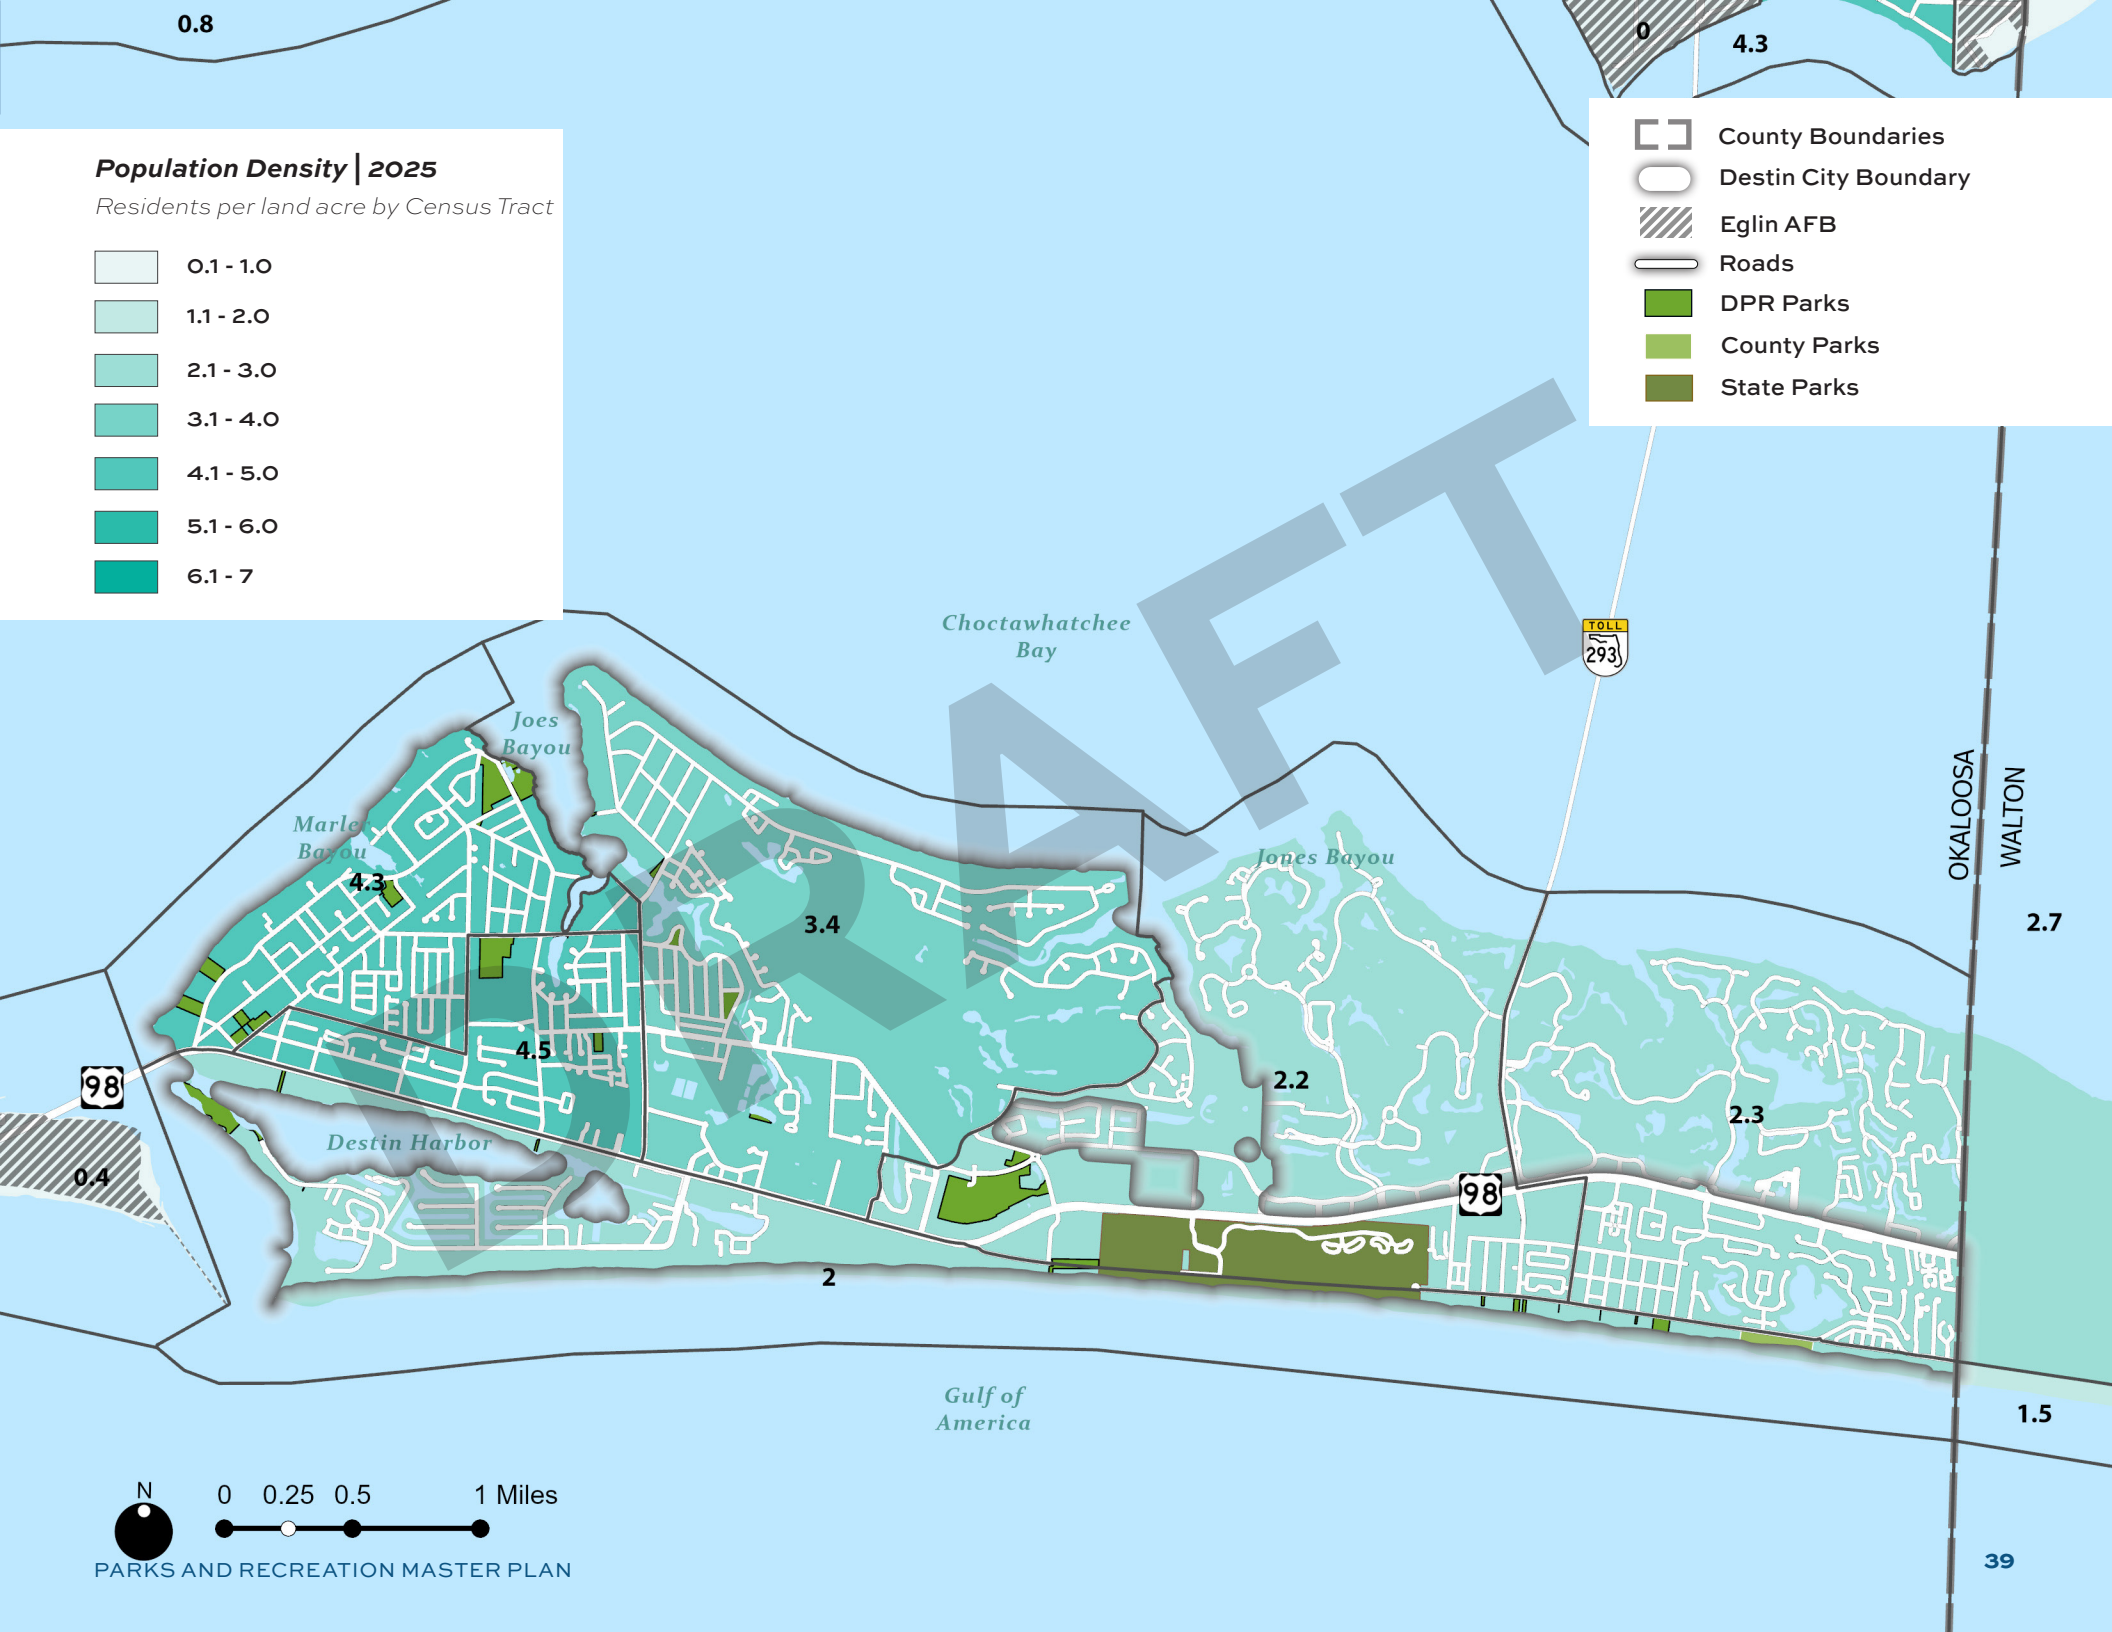 0.8
0
4.3
Population Density | 2025
Residents per land acre by Census Tract
0.1 - 1.0
1.1 - 2.0
2.1 - 3.0
3.1 - 4.0
4.1 - 5.0
5.1 - 6.0
6.1 - 7
County Boundaries
Destin City Boundary
Eglin AFB
Roads
DPR Parks
County Parks
State Parks
Choctawhatchee
Bay
TOLL
293
Joes
Bayou
Marler
Bayou
4.3
Jones Bayou
OKALOOSA
WALTON
3.4
2.7
4.5
98
2.2
2.3
Destin Harbor
0.4
98
2
Gulf of
America
1.5
DRAFT
N
0 0.25 0.5 1 Miles
PARKS AND RECREATION MASTER PLAN
39